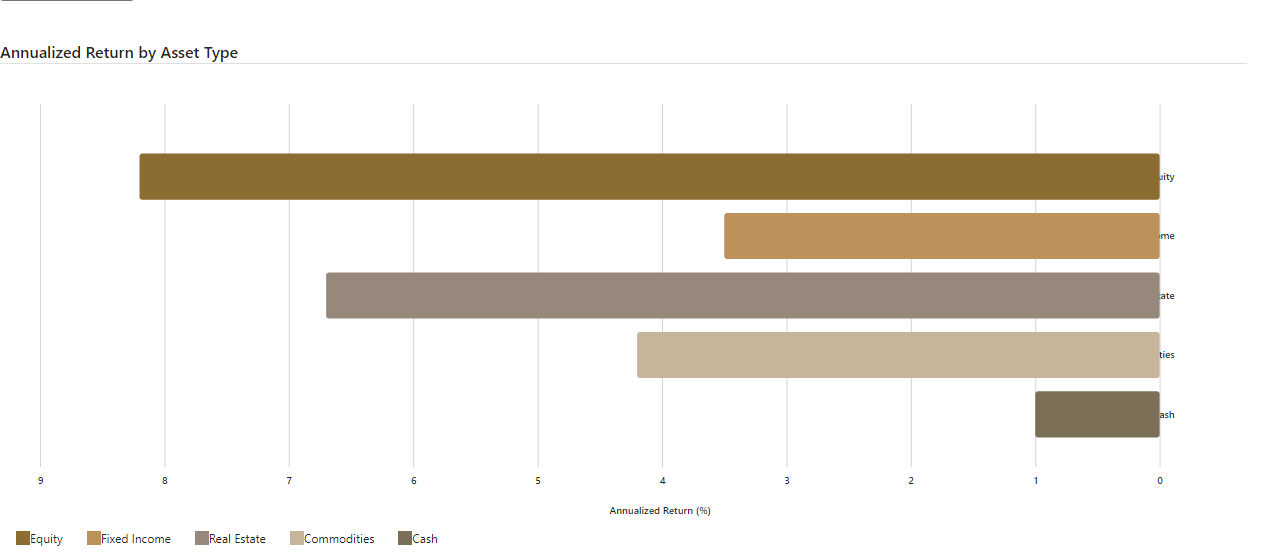 Annualized Return by Asset Type
uity
me
ate
ties
ash
9 8 7 6 5 4 3 2 1 0
Annualized Return (%)
Equity Fixed Income Real Estate Commodities Cash